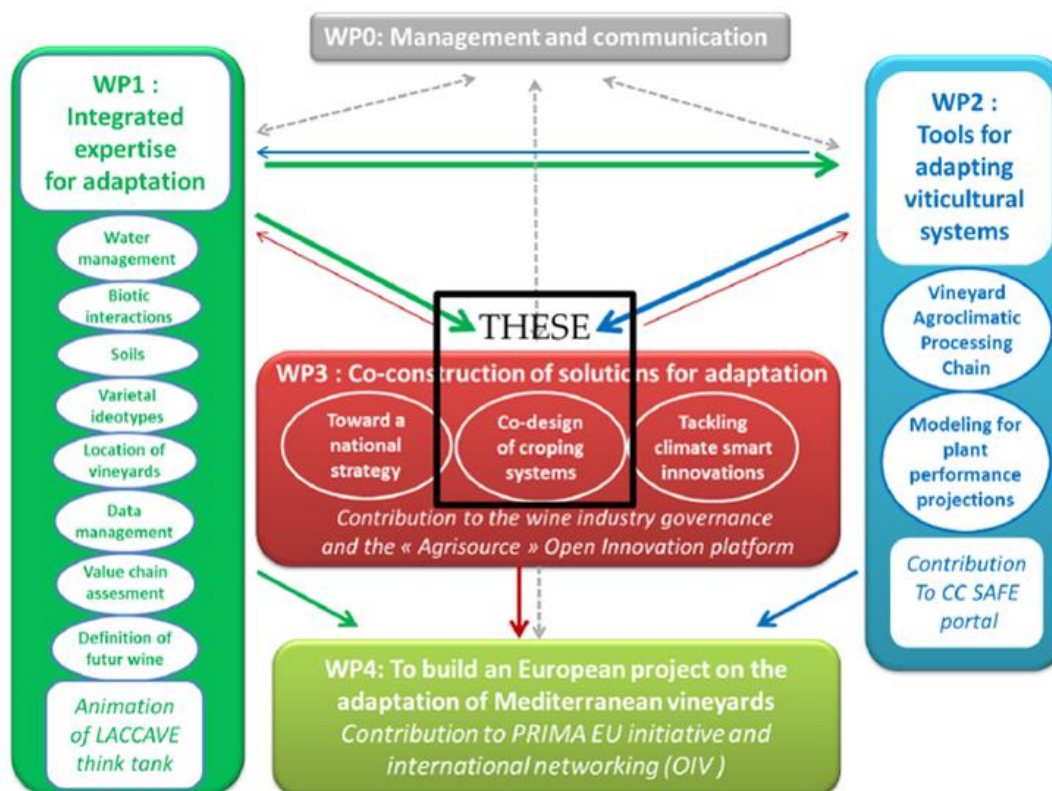 WP0: Management and communication
WP1 :
Integrated
expertise
for adaptation
Water
management
Biotic
interactions
Soils
Varietal
ideotypes
Location of
vineyards
Data
management
Value chain
assesment
Definition of
futur wine
Animation
of LACCAVE
think tank
THESE
WP3 : Co-construction of solutions for adaptation
Toward a
national
strategy
Co-design
of croping
systems
Tackling
climate smart
innovations
Contribution to the wine industry governance
and the « Agrisource » Open Innovation platform
WP4: To build an European project on the
adaptation of Mediterranean vineyards
Contribution to PRIMA EU initiative and
international networking (OIV )
WP2 :
Tools for
adapting
viticultural
systems
Vineyard
Agroclimatic
Processing
Chain
Modeling for
plant
performance
projections
Contribution
To CC SAFE
portal